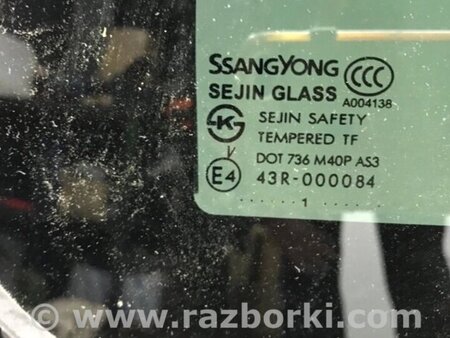 SSANGYONG CCC
SEJIN GLASS A004138
SEJIN SAFETY
TEMPERED TF
DOT 736 M40P AS3
V
E4 43R-000084
...... 1 ......
© www.razborki.com